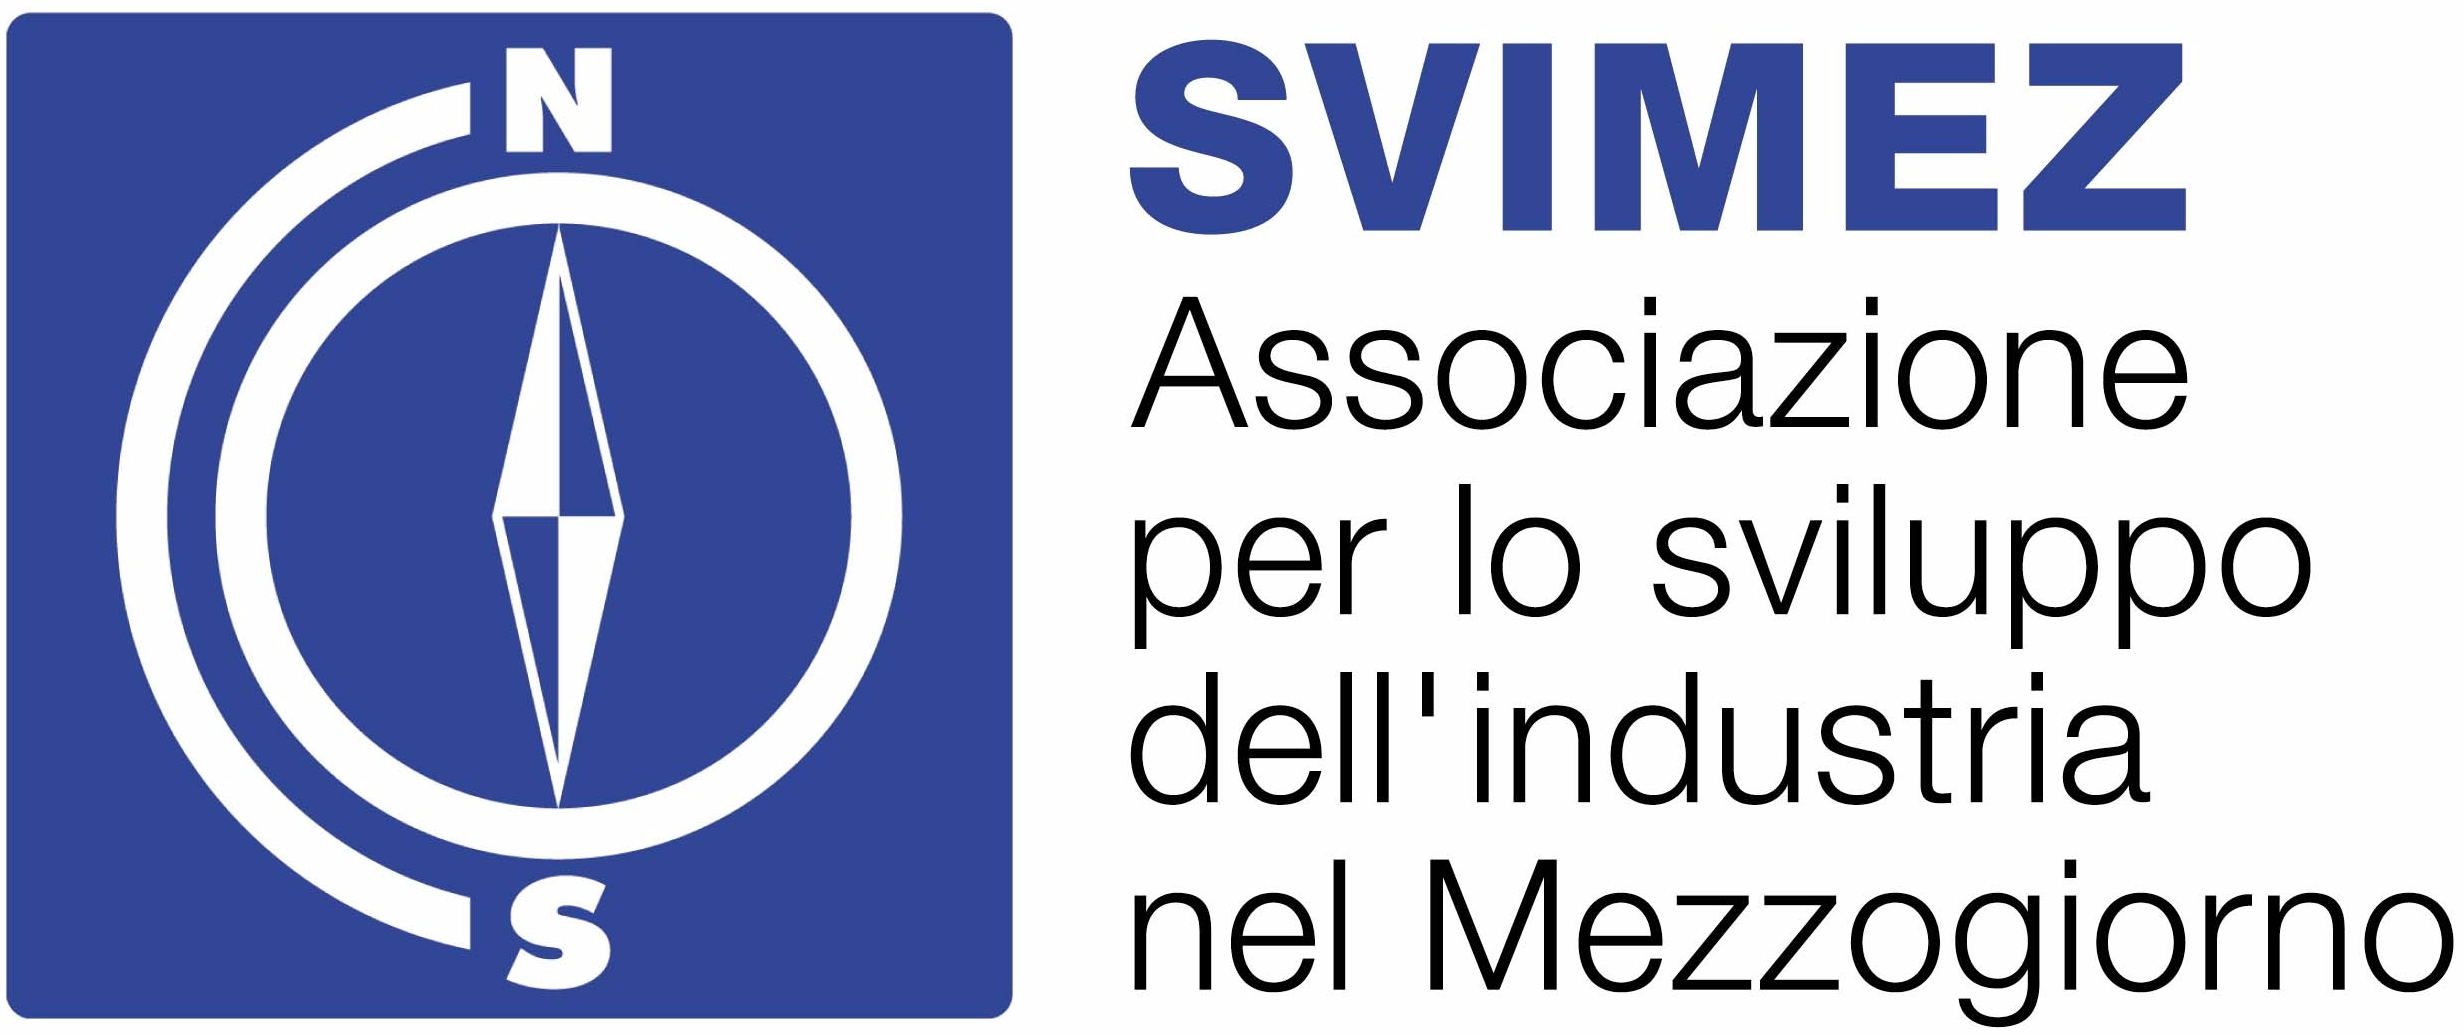 N
S
SVIMEZ
Associazione
per lo sviluppo
dell'industria
nel Mezzogiorno